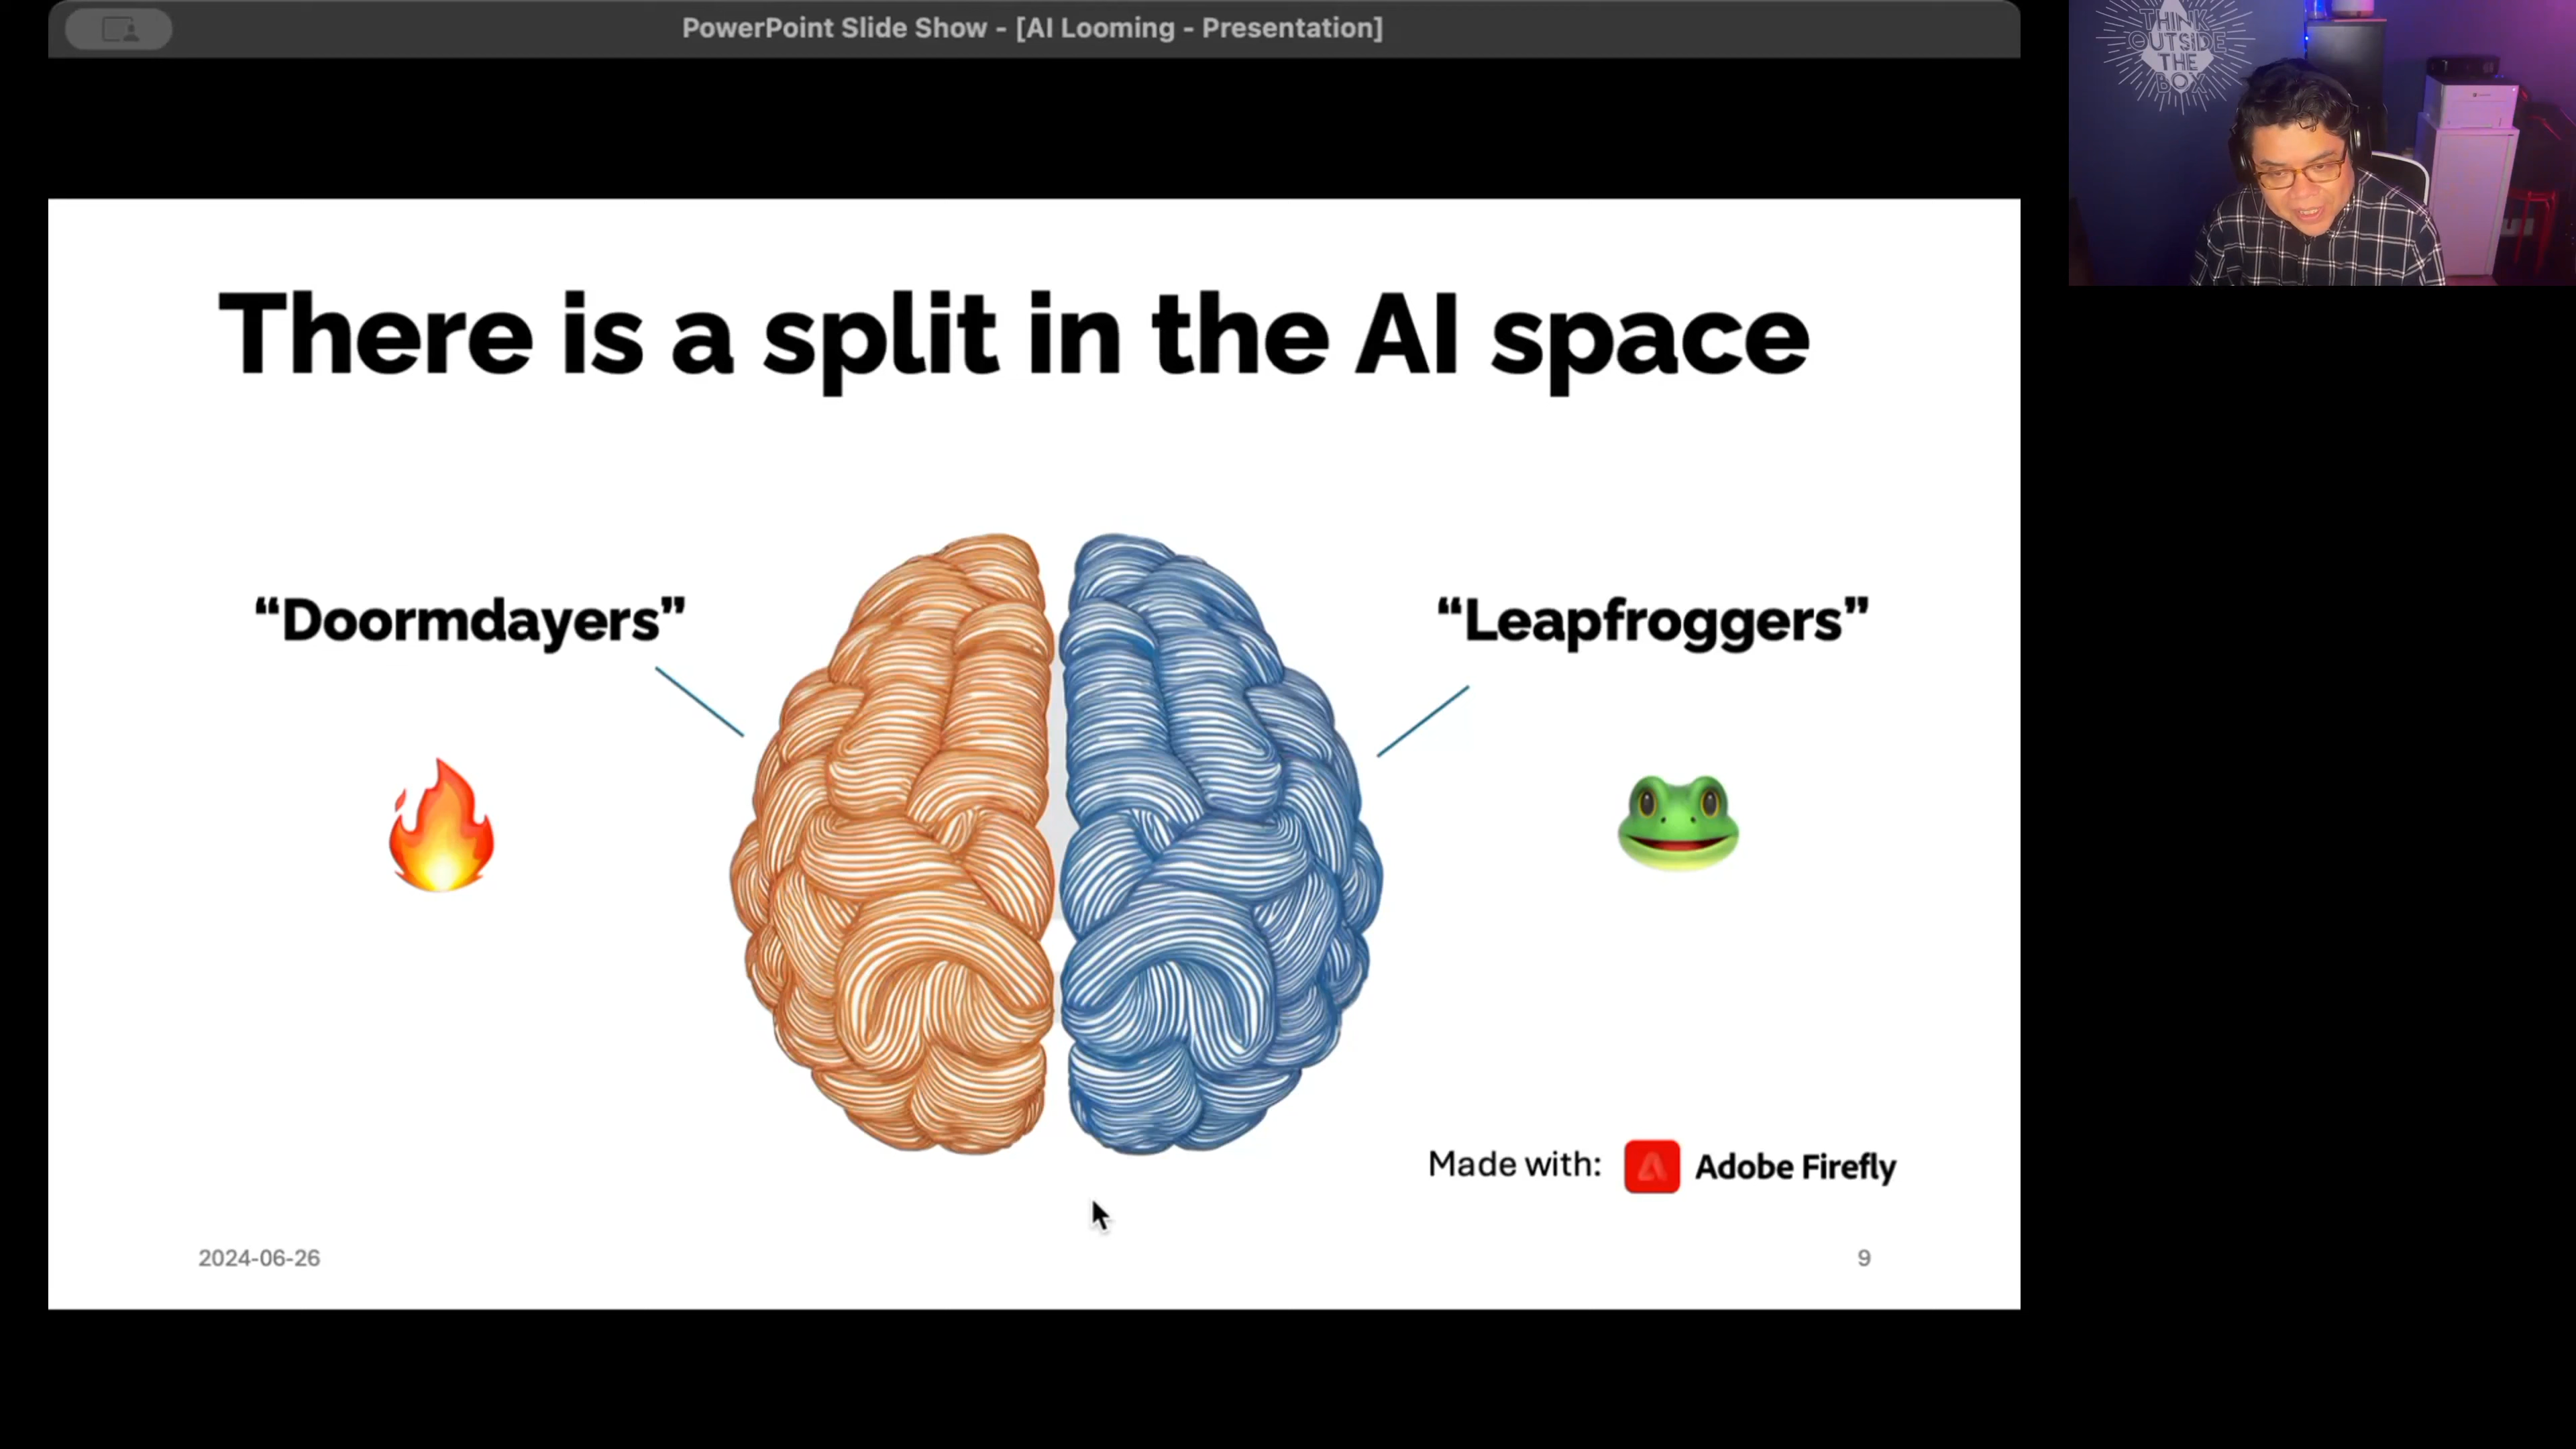 PowerPoint Slide Show - [AI Looming - Presentation]
THINK
OUTSIDE
THE
BOX
There is a split in the AI space
“Doormdayers”
“Leapfroggers”
Made with: Adobe Firefly
2024-06-26
9